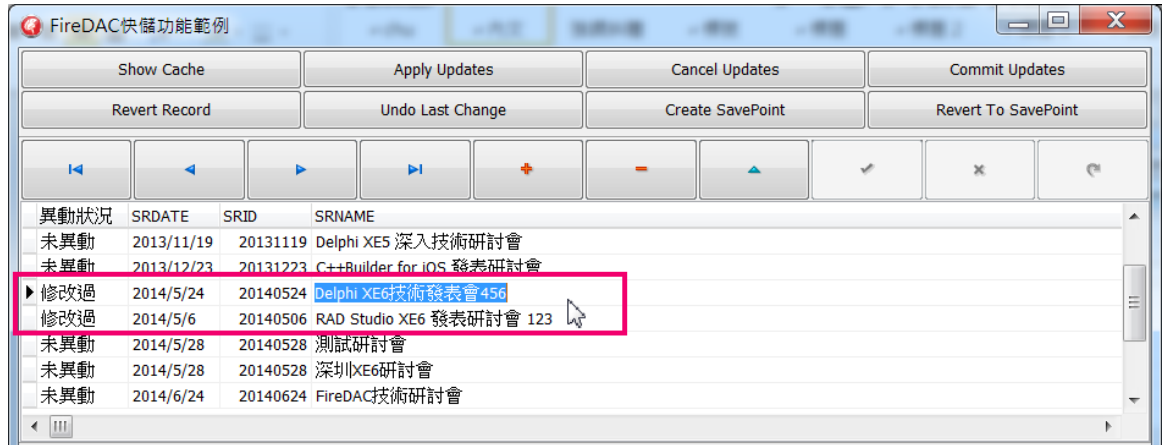 FireDAC快儲功能範例
Show Cache Apply Updates Cancel Updates Commit Updates
Revert Record Undo Last Change Create SavePoint Revert To SavePoint
異動狀況 SRDATE SRID SRNAME
未異動 2013/11/19 20131119 Delphi XE5 深入技術研討會
未異動 2013/12/23 20131223 C++Builder for iOS 發表研討會
修改過 2014/5/24 20140524 Delphi XE6技術發表會456
修改過 2014/5/6 20140506 RAD Studio XE6 發表研討會 123
未異動 2014/5/28 20140528 測試研討會
未異動 2014/5/28 20140528 深圳XE6研討會
未異動 2014/6/24 20140624 FireDAC技術研討會